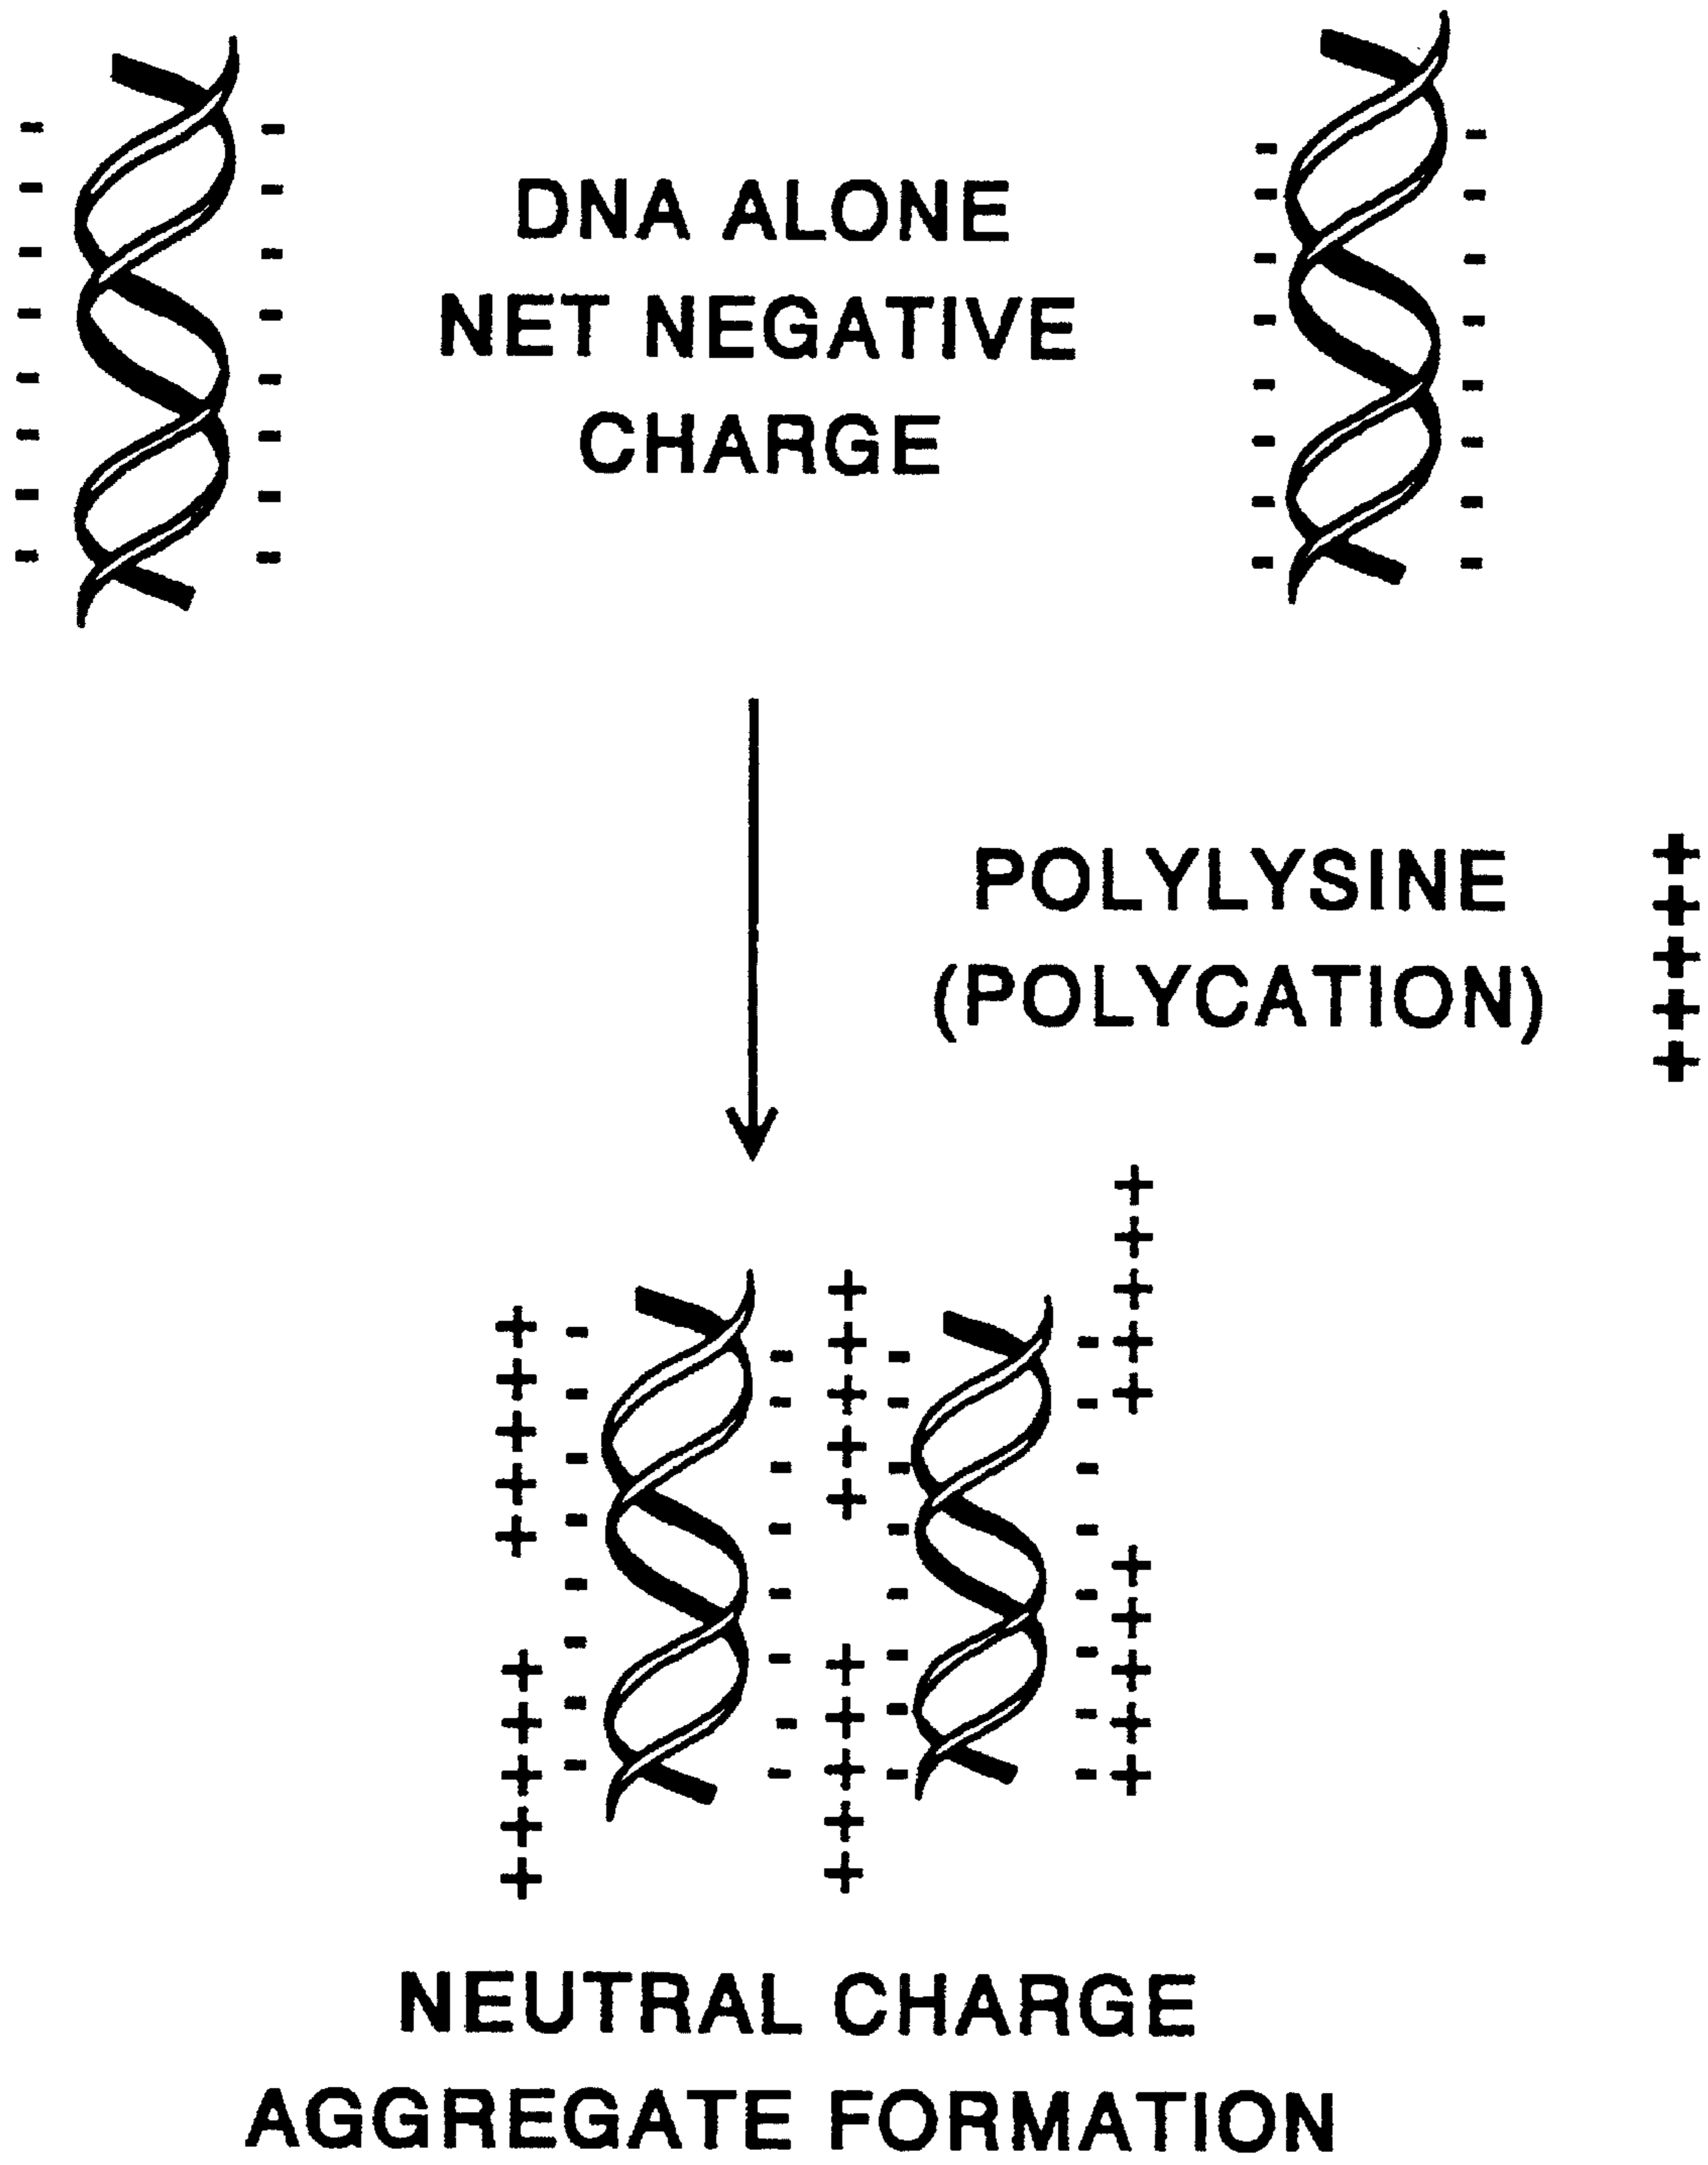 DNA ALONE
NET NEGATIVE
CHARGE
POLYLYSINE
(POLYCATION)
NEUTRAL CHARGE
AGGREGATE FORMATION